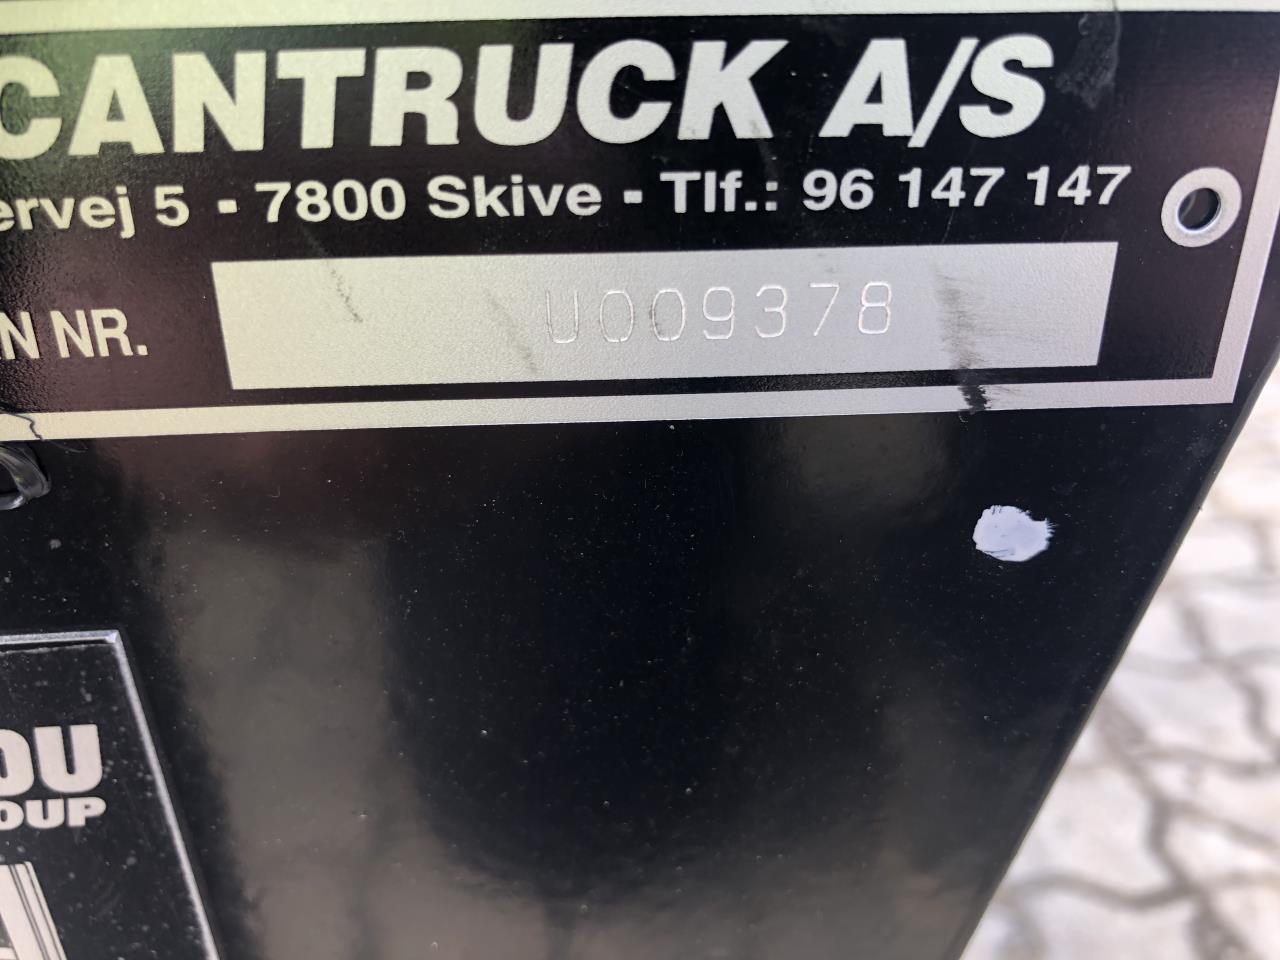 CANTRUCK A/S
ervej 5 - 7800 Skive - Tlf.: 96 147 147
N NR. U009378
OU
OUP